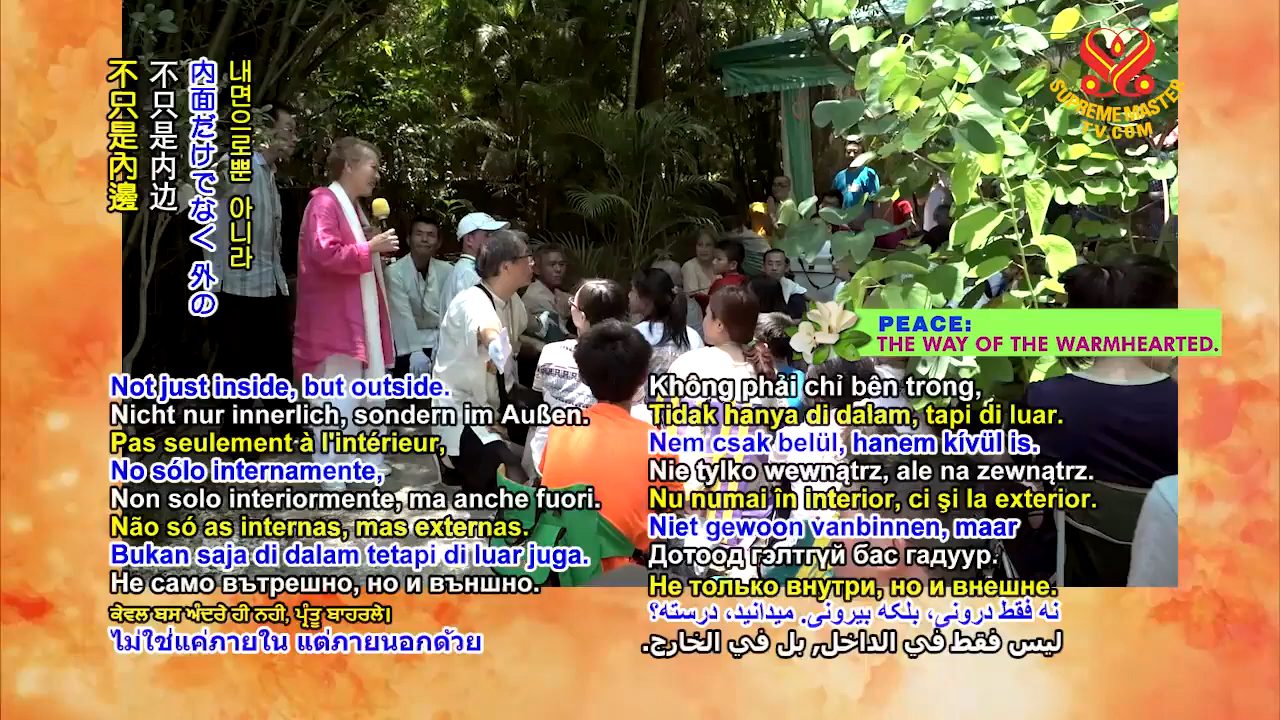 不只是內邊
不只是内边
内面だけでなく 外の
내면으로뿐 아니라
SUPREME MASTER
TV.COM
PEACE:
THE WAY OF THE WARMHEARTED.
Not just inside, but outside.
Nicht nur innerlich, sondern im Außen.
Pas seulement à l'intérieur,
No sólo internamente,
Non solo interiormente, ma anche fuori.
Não só as internas, mas externas.
Bukan saja di dalam tetapi di luar juga.
Не само вътрешно, но и външно.
ਕੇਵਲ ਬਸ ਅੰਦਰੇ ਹੀ ਨਹੀ, ਪ੍ਰੰਤੂ ਬਾਹਰਲੇ।
ไม่ใช่แค่ภายใน แต่ภายนอกด้วย
Không phải chỉ bên trong,
Tidak hanya di dalam, tapi di luar.
Nem csak belül, hanem kívül is.
Nie tylko wewnątrz, ale na zewnątrz.
Nu numai în interior, ci şi la exterior.
Niet gewoon vanbinnen, maar
Дотоод гэлтгүй бас гадуур.
Не только внутри, но и внешне.
نه فقط درونی، بلکه بیرونی. میدانید، درسته؟
ليس فقط في الداخل, بل في الخارج.